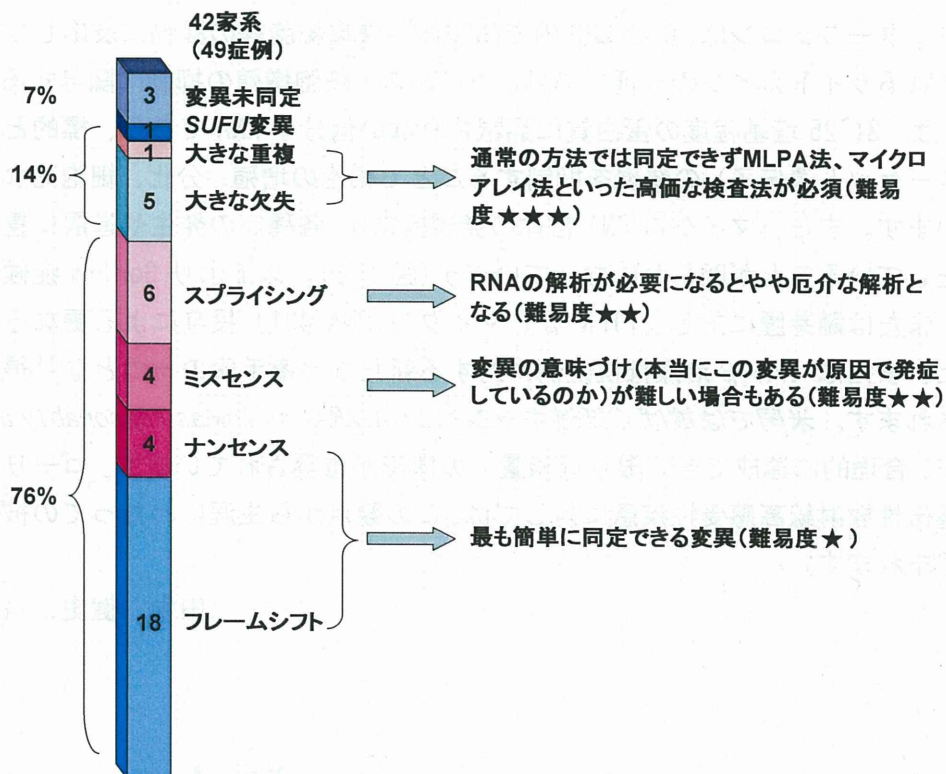 42家系
(49症例)
7%
3 変異未同定
1 SUFU変異
14%
1 大きな重複
5 大きな欠失
通常の方法では同定できずMLPA法、マイクロ
アレイ法といった高価な検査法が必須(難易
度★★★)
76%
6 スプライシング
RNAの解析が必要になるとやや厄介な解析と
なる(難易度★★)
4 ミスセンス
変異の意味づけ(本当にこの変異が原因で発症
しているのか)が難しい場合もある(難易度★★)
4 ナンセンス
18 フレームシフト
最も簡単に同定できる変異(難易度★)